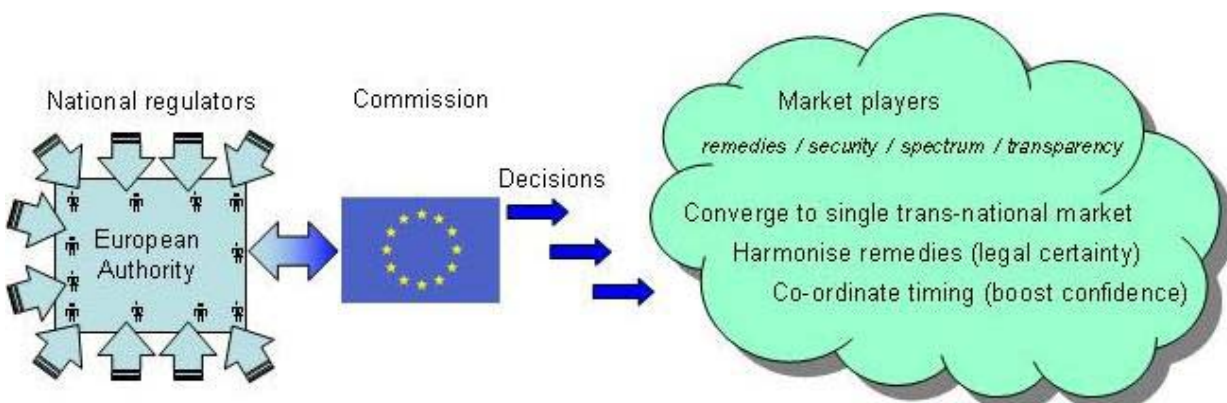 National regulators
Commission
European
Authority
Decisions
Market players
remedies / security / spectrum / transparency
Converge to single trans-national market
Harmonise remedies (legal certainty)
Co-ordinate timing (boost confidence)